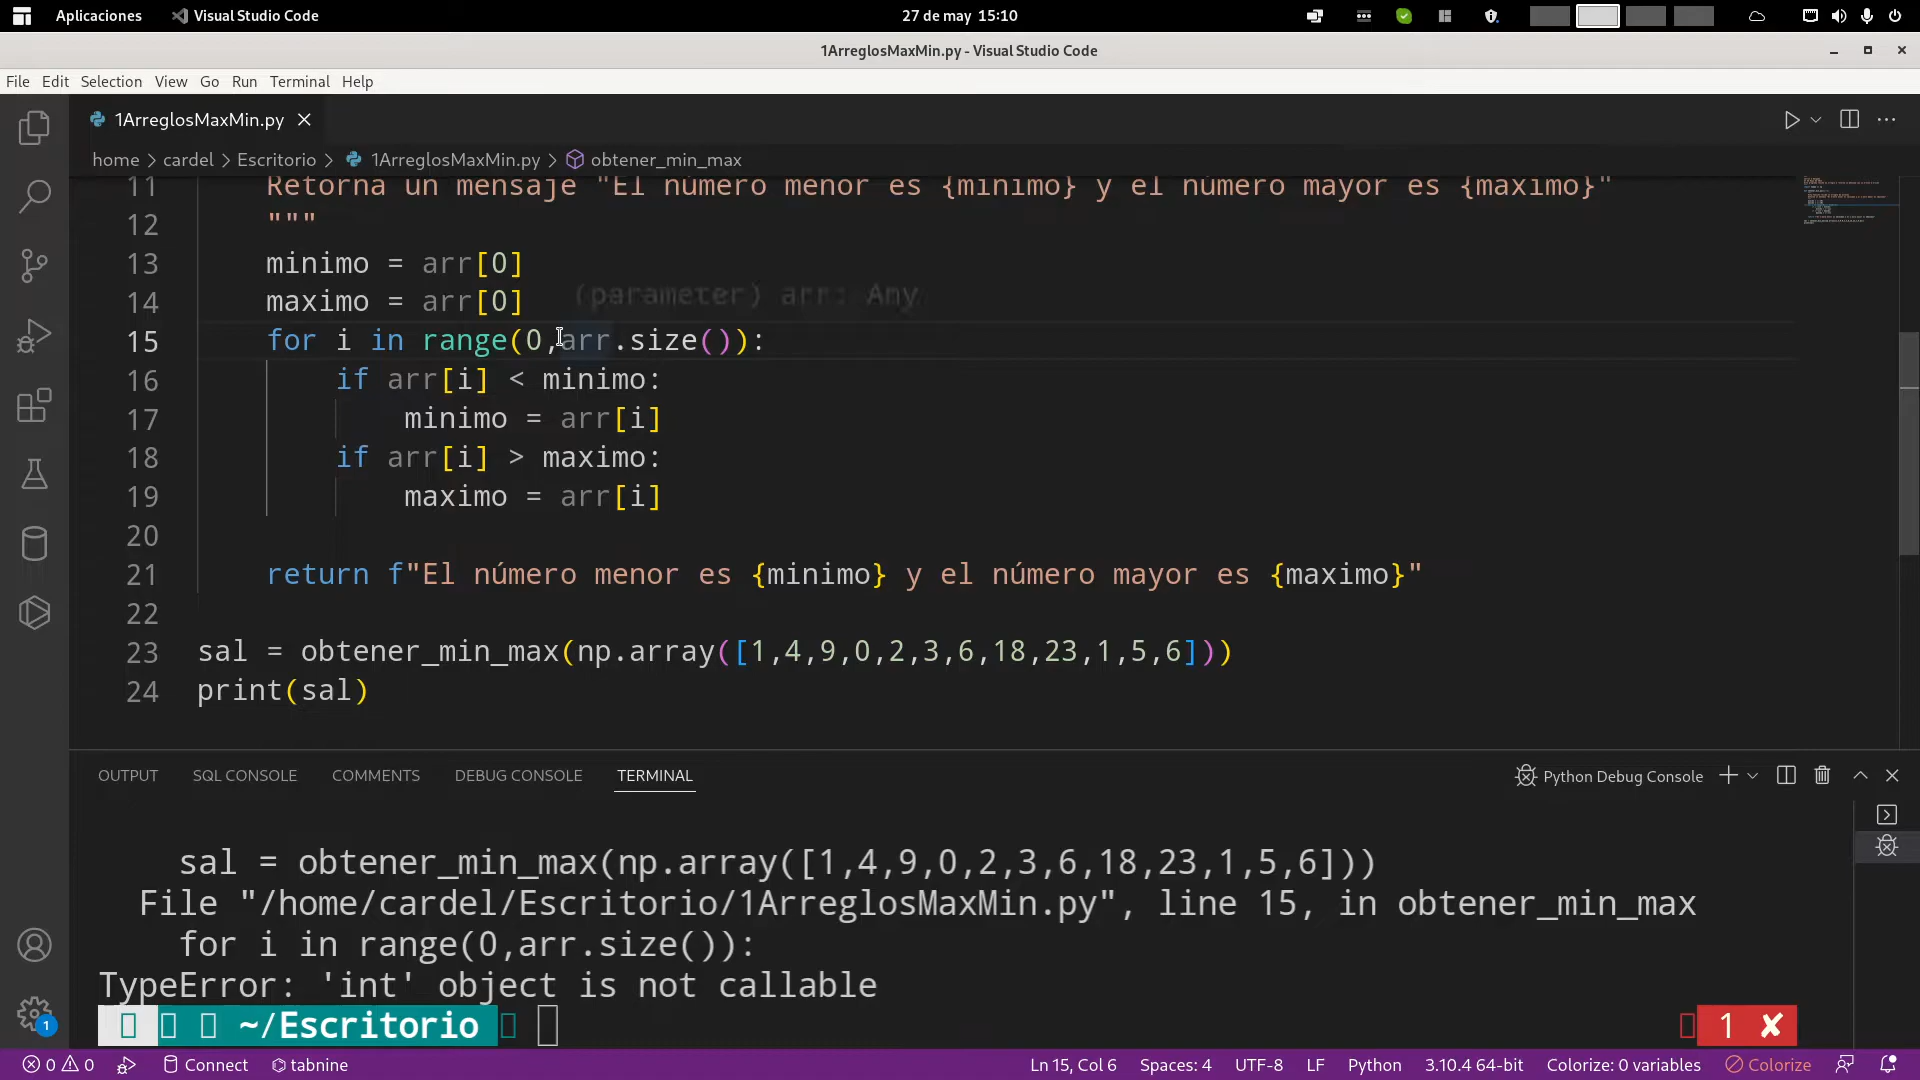 Aplicaciones Visual Studio Code 27 de may 15:10
1ArreglosMaxMin.py - Visual Studio Code
File Edit Selection View Go Run Terminal Help
1ArreglosMaxMin.py
home > cardel > Escritorio > 1ArreglosMaxMin.py > obtener_min_max
11 Retorna un mensaje "El número menor es {minimo} y el número mayor es {maximo}"
12 """
13 minimo = arr[0]
(parameter) arr: Any
14 maximo = arr[0]
15 for i in range(0,arr.size()):
16 if arr[i] < minimo:
17 minimo = arr[i]
18 if arr[i] > maximo:
19 maximo = arr[i]
20
21 return f"El número menor es {minimo} y el número mayor es {maximo}"
22
23 sal = obtener_min_max(np.array([1,4,9,0,2,3,6,18,23,1,5,6]))
24 print(sal)
OUTPUT SQL CONSOLE COMMENTS DEBUG CONSOLE TERMINAL Python Debug Console
sal = obtener_min_max(np.array([1,4,9,0,2,3,6,18,23,1,5,6]))
File "/home/cardel/Escritorio/1ArreglosMaxMin.py", line 15, in obtener_min_max
for i in range(0,arr.size()):
TypeError: 'int' object is not callable
~/Escritorio 1 ✘
1
0 0 Connect tabnine Ln 15, Col 6 Spaces: 4 UTF-8 LF Python 3.10.4 64-bit Colorize: 0 variables Colorize